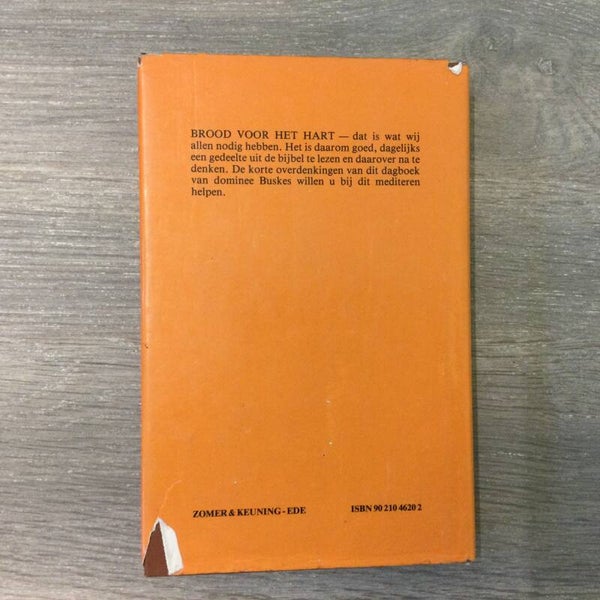 BROOD VOOR HET HART — dat is wat wij
allen nodig hebben. Het is daarom goed, dagelijks
een gedeelte uit de bijbel te lezen en daarover na te
denken. De korte overdenkingen van dit dagboek
van dominee Buskes willen u bij dit mediteren
helpen.
ZOMER & KEUNING - EDE
ISBN 90 210 4620 2